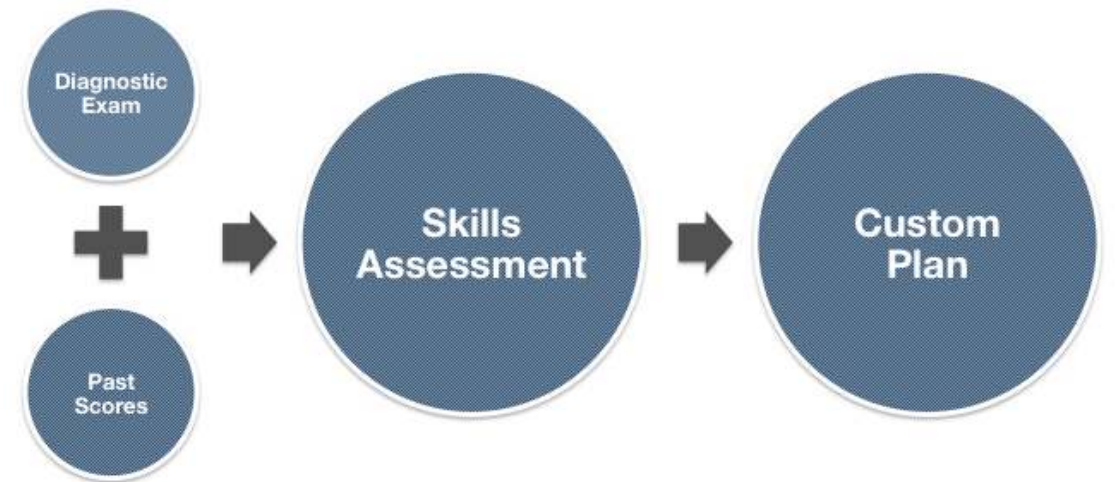 Diagnostic
Exam
Past
Scores
Skills
Assessment
Custom
Plan